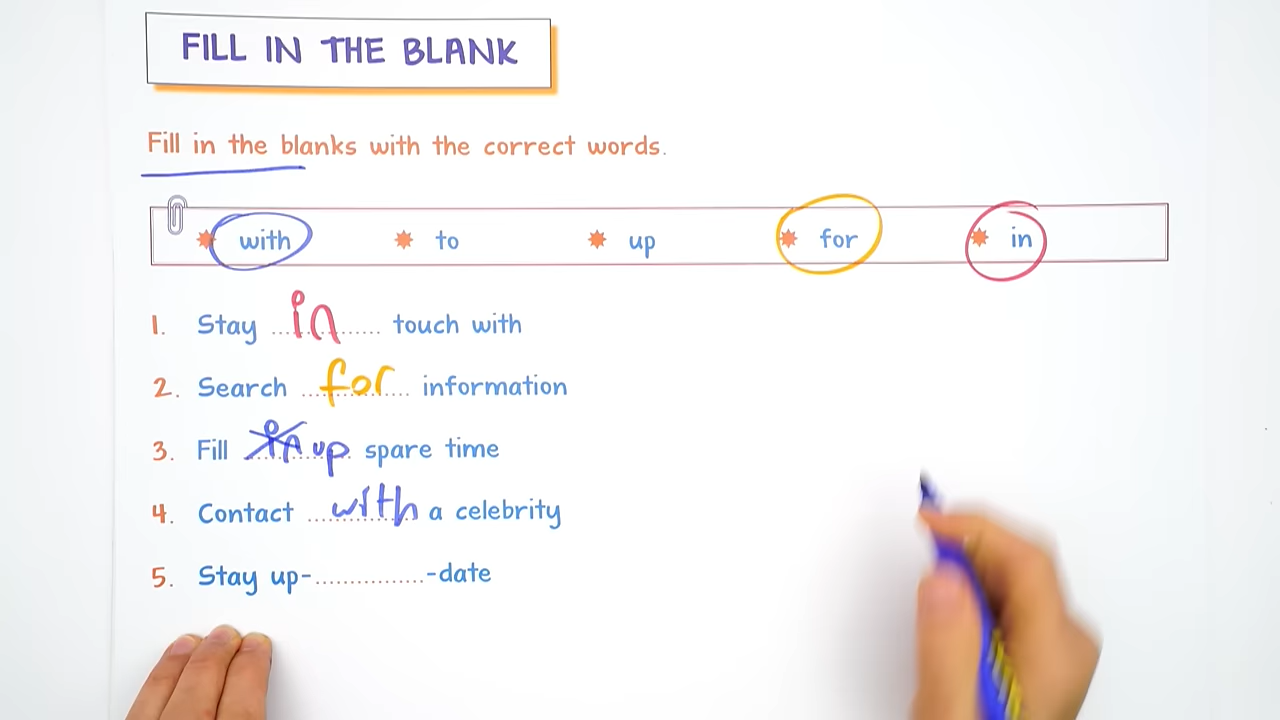 FILL IN THE BLANK
Fill in the blanks with the correct words.
with to up for in
1. Stay ...in... touch with
2. Search ...for... information
3. Fill ...in up... spare time
4. Contact ...with... a celebrity
5. Stay up-................-date